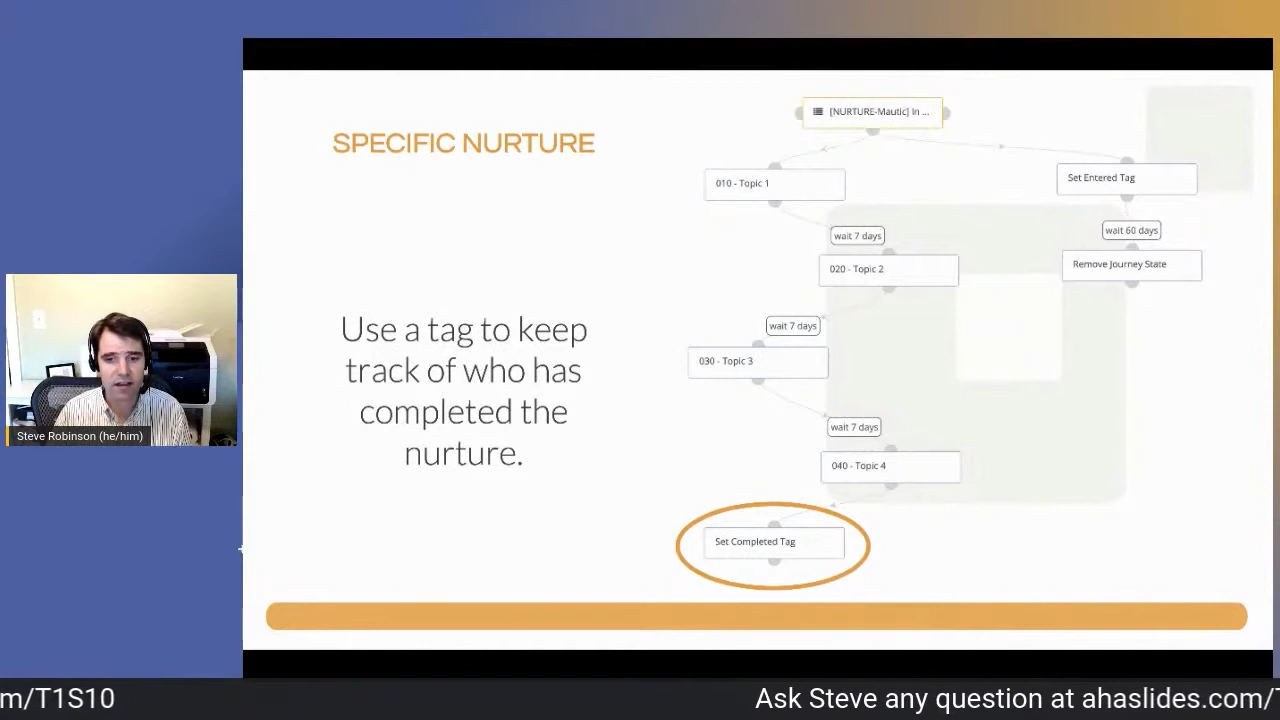 SPECIFIC NURTURE
Use a tag to keep
track of who has
completed the
nurture.
[NURTURE-Mautic] In ...
010 - Topic 1
Set Entered Tag
wait 7 days
wait 60 days
020 - Topic 2
Remove Journey State
wait 7 days
030 - Topic 3
wait 7 days
040 - Topic 4
Set Completed Tag
Steve Robinson (he/him)
m/T1S10
Ask Steve any question at ahaslides.com/T